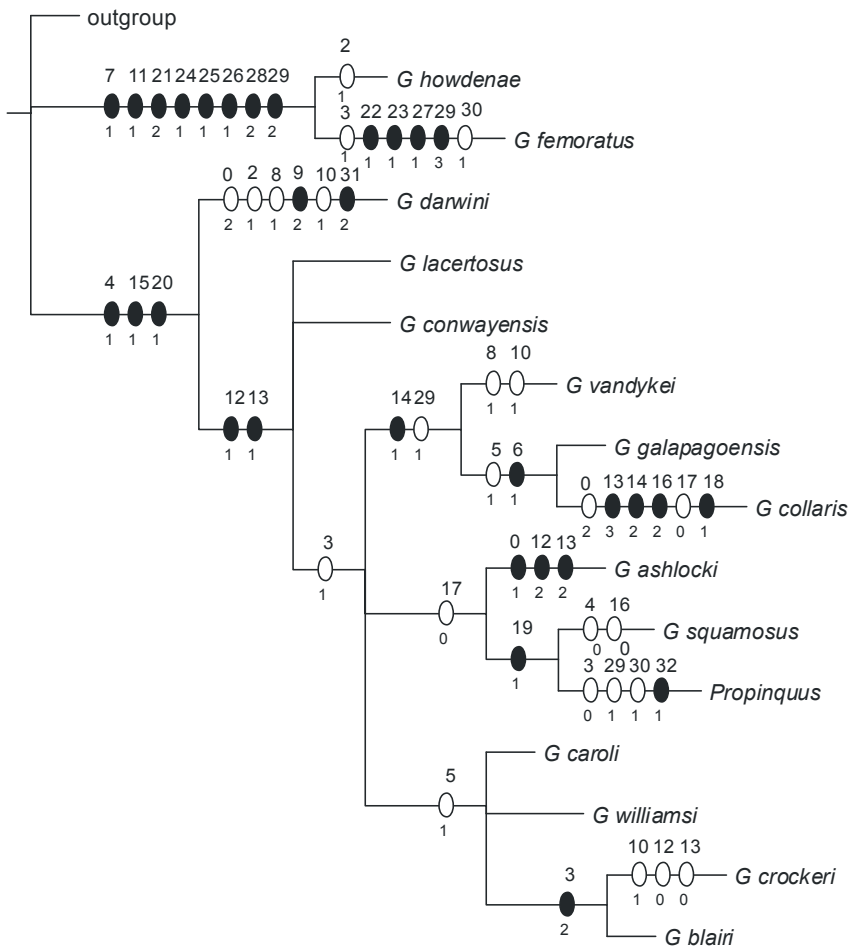 outgroup
2
7 11 21 24 25 26 28 29
G howdenae
1 1 2 1 1 1 2 2
1
3 22 23 27 29 30
G femoratus
1 1 1 1 3 1
0 2 8 9 10 31
G darwini
2 1 1 2 1 2
G lacertosus
4 15 20
G conwayensis
1 1 1
8 10
G vandykei
12 13
14 29
1 1
1 1
1 1
5 6
G galapagoensis
1 1
0 13 14 16 17 18
G collaris
2 3 2 2 0 1
3
0 12 13
G ashlocki
1
1 2 2
17
4 16
0
19
G squamosus
0 0
1
3 29 30 32
Propinquus
0 1 1 1
G caroli
5
1
G williamsi
10 12 13
3
G crockeri
1 0 0
2
G blairi